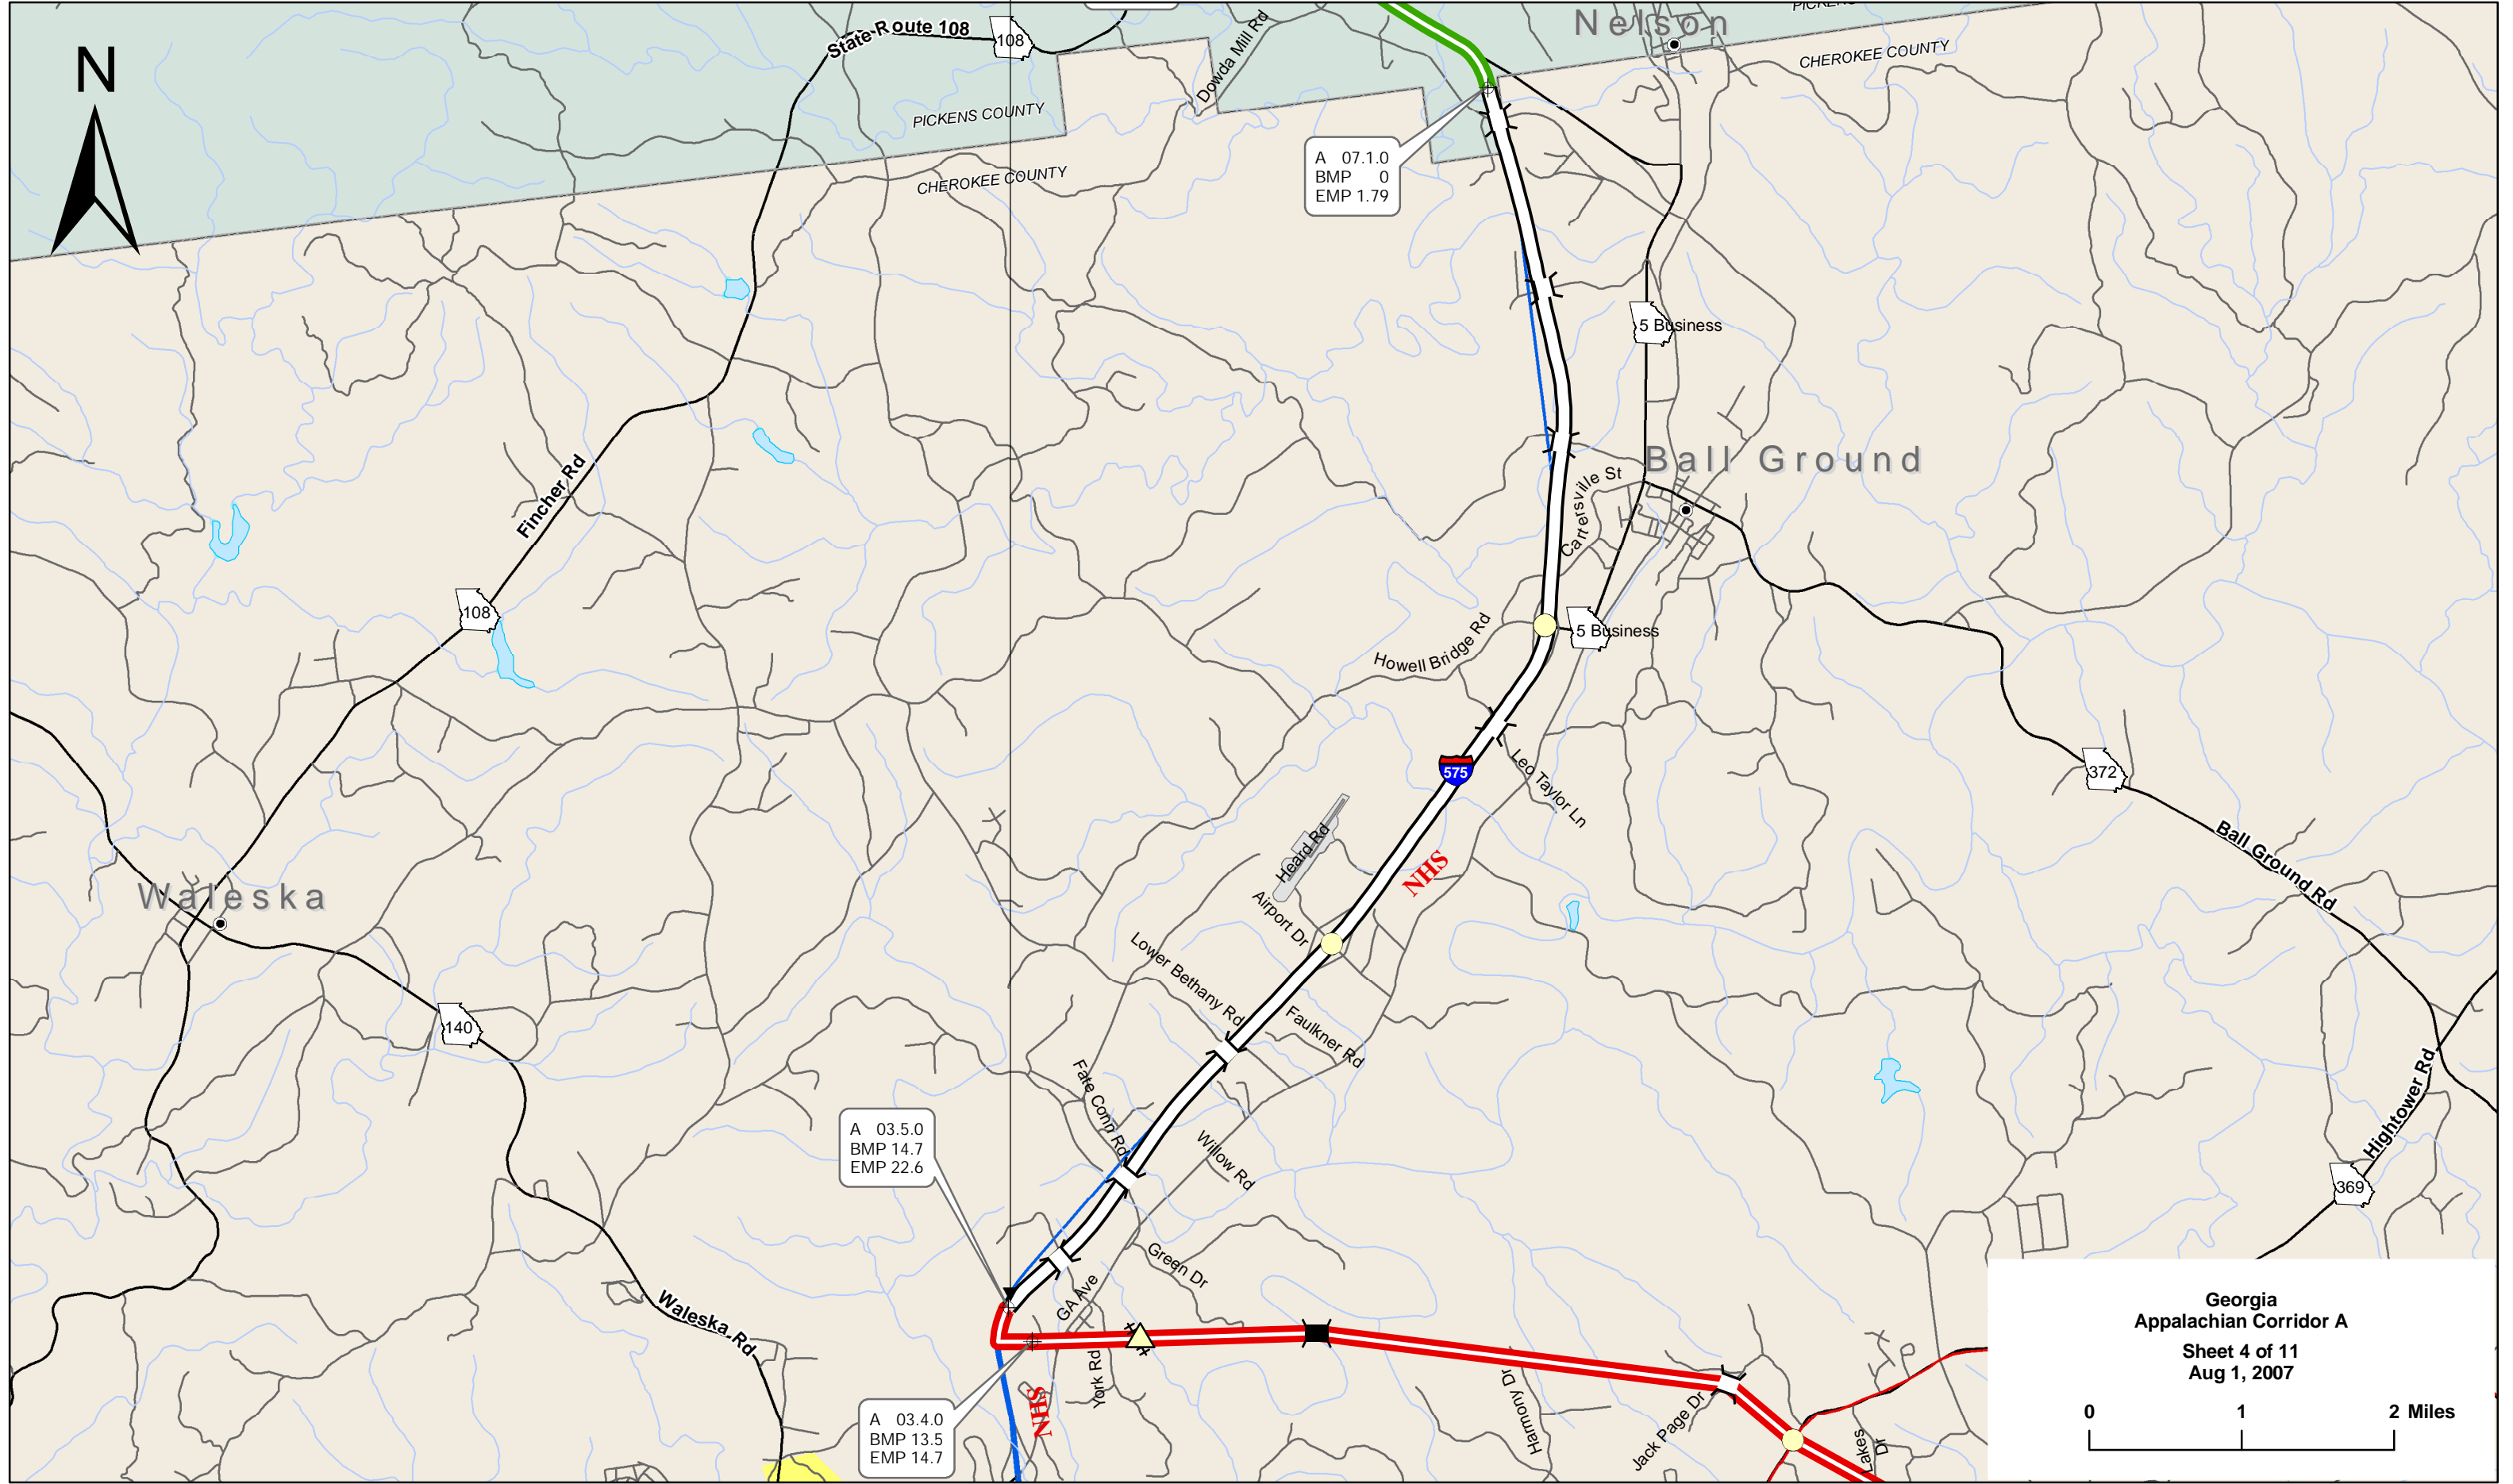 N
State Route 108
108
Dowda Mill Rd
Nelson
CHEROKEE COUNTY
PICKENS COUNTY
CHEROKEE COUNTY
A 07.1.0
BMP 0
EMP 1.79
5 Business
Ball Ground
Cartersville St
Fincher Rd
108
5 Business
Howell Bridge Rd
575
Leo Taylor Ln
372
Ball Ground Rd
Heard Rd
NHS
Airport Dr
Waleska
Lower Bethany Rd
Faulkner Rd
140
Fate Conn Rd
Hightower Rd
A 03.5.0
BMP 14.7
EMP 22.6
Willow Rd
369
Green Dr
GA Ave
Waleska Rd
York Rd
NHS
Harmony Dr
Jack Page Dr
Lakes
Dr
A 03.4.0
BMP 13.5
EMP 14.7
Georgia
Appalachian Corridor A
Sheet 4 of 11
Aug 1, 2007
0 1 2 Miles